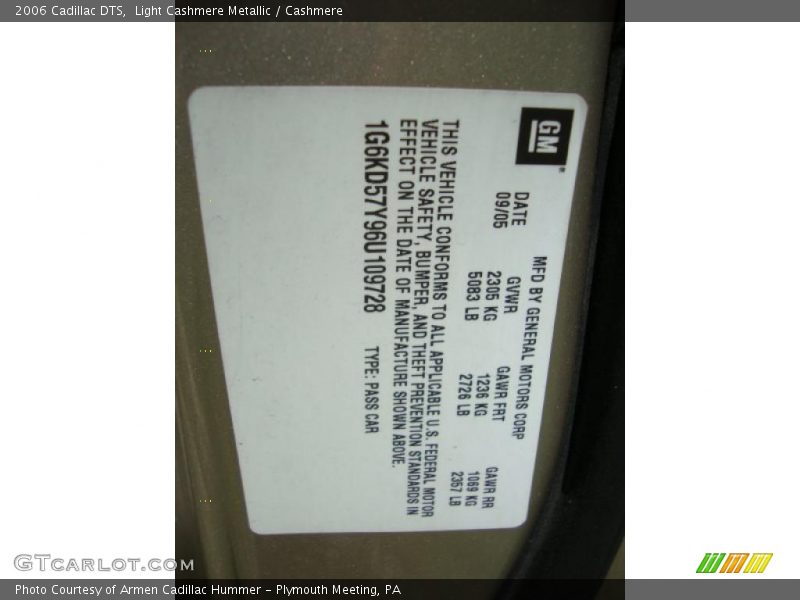 2006 Cadillac DTS,  Light Cashmere Metallic / Cashmere
GM
MFD BY GENERAL MOTORS CORP
DATE GVWR GAWR FRT GAWR RR
09/05 2305 KG 1236 KG 1069 KG
5083 LB 2726 LB 2357 LB
THIS VEHICLE CONFORMS TO ALL APPLICABLE U.S. FEDERAL MOTOR
VEHICLE SAFETY, BUMPER, AND THEFT PREVENTION STANDARDS IN
EFFECT ON THE DATE OF MANUFACTURE SHOWN ABOVE.
1G6KD57Y96U109728 TYPE: PASS CAR
GTCARLOT.COM
Photo Courtesy of Armen Cadillac Hummer - Plymouth Meeting, PA